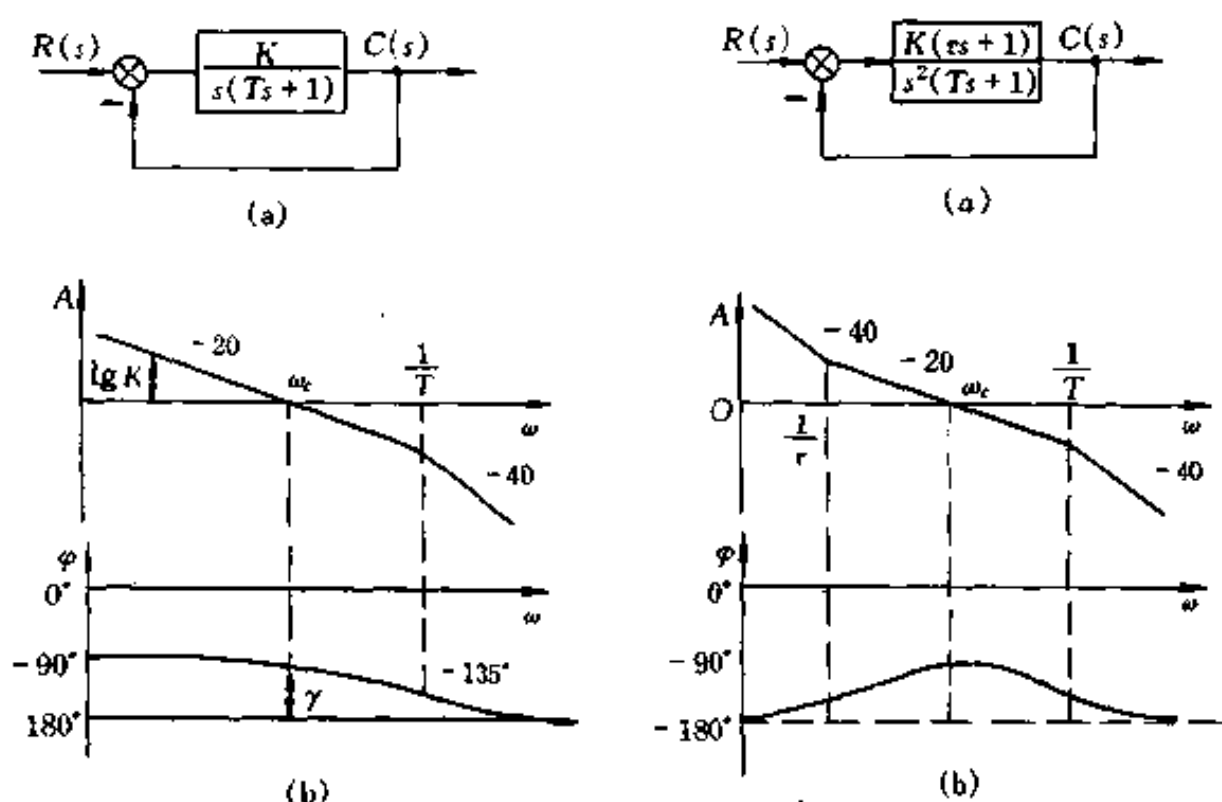 R(s)
K
s(Ts+1)
C(s)
−
(a)
A
−20
lg K
ω_c
1
T
ω
−40
φ
0°
ω
−90°
−135°
γ
180°
(b)
R(s)
K(τs+1)
s²(Ts+1)
C(s)
−
(a)
A
−40
−20
ω_c
1
T
O
1
τ
ω
−40
φ
0°
ω
−90°
−180°
(b)